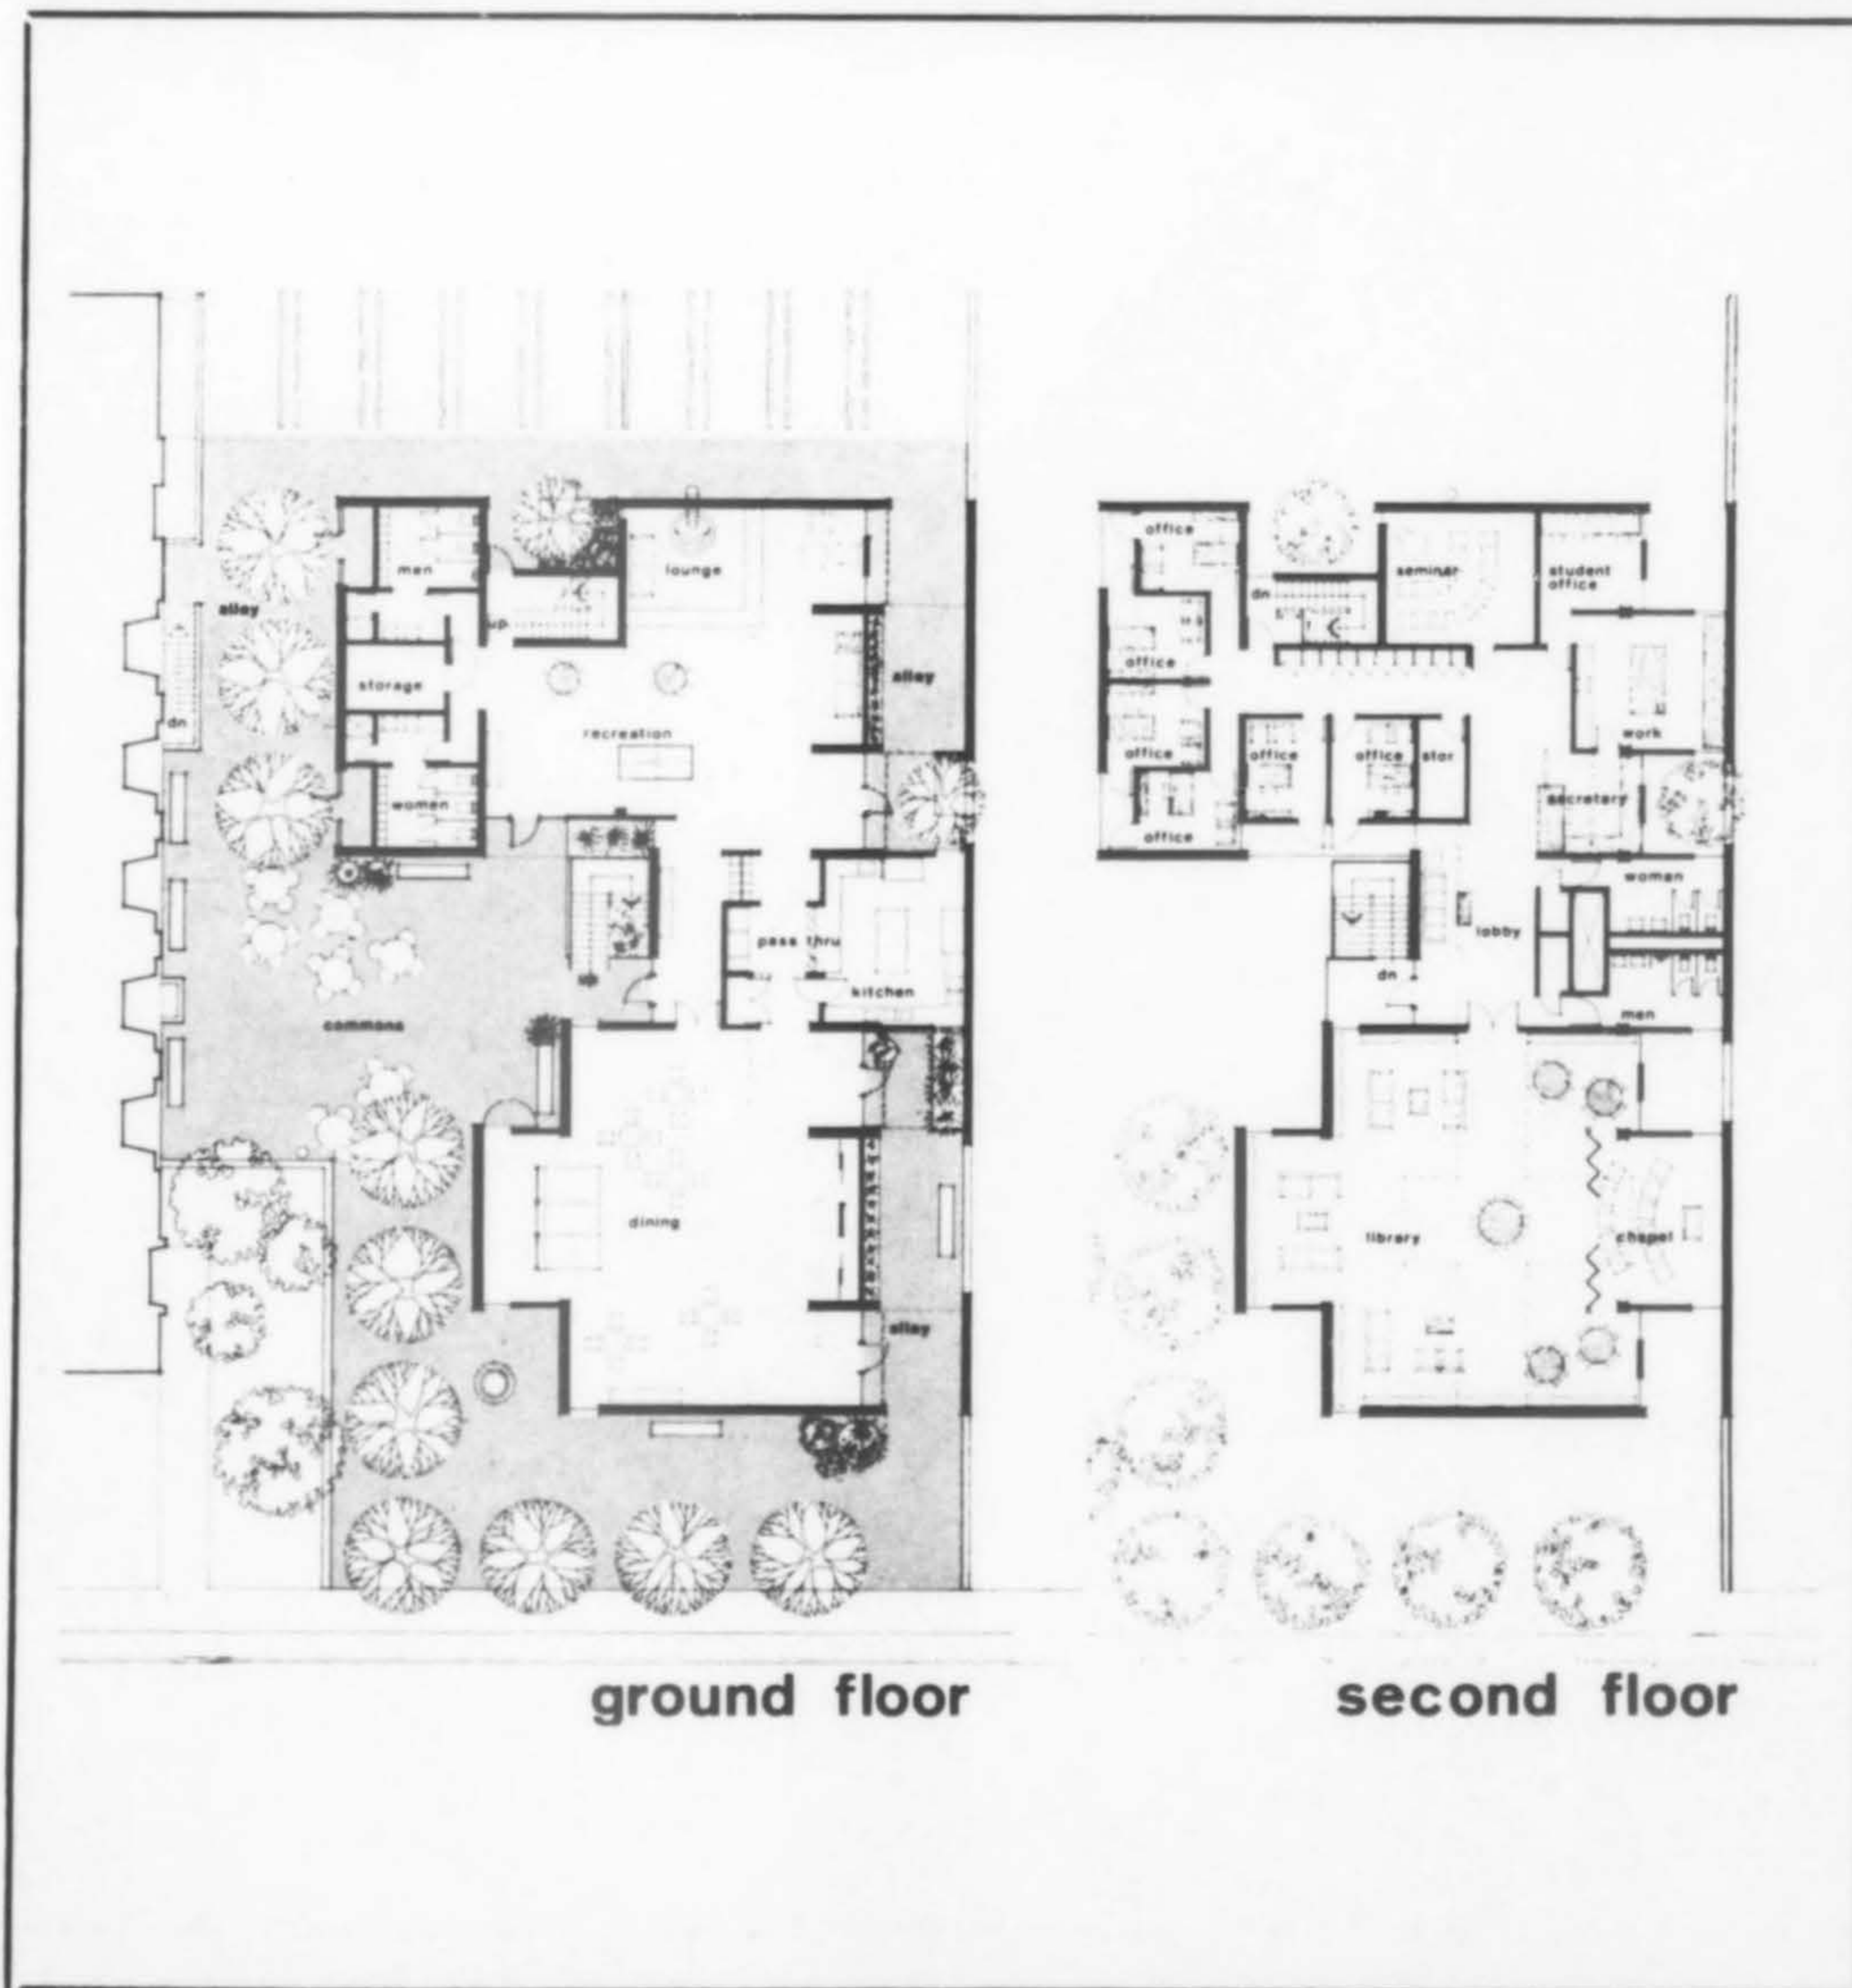 men
lounge
alley
up
storage
alley
dn
recreation
women
pass thru
kitchen
up
commons
dining
alley
ground floor
office
seminar
student
office
dn
office
work
office
office
office
stor
secretary
office
women
lobby
dn
men
library
chapel
second floor